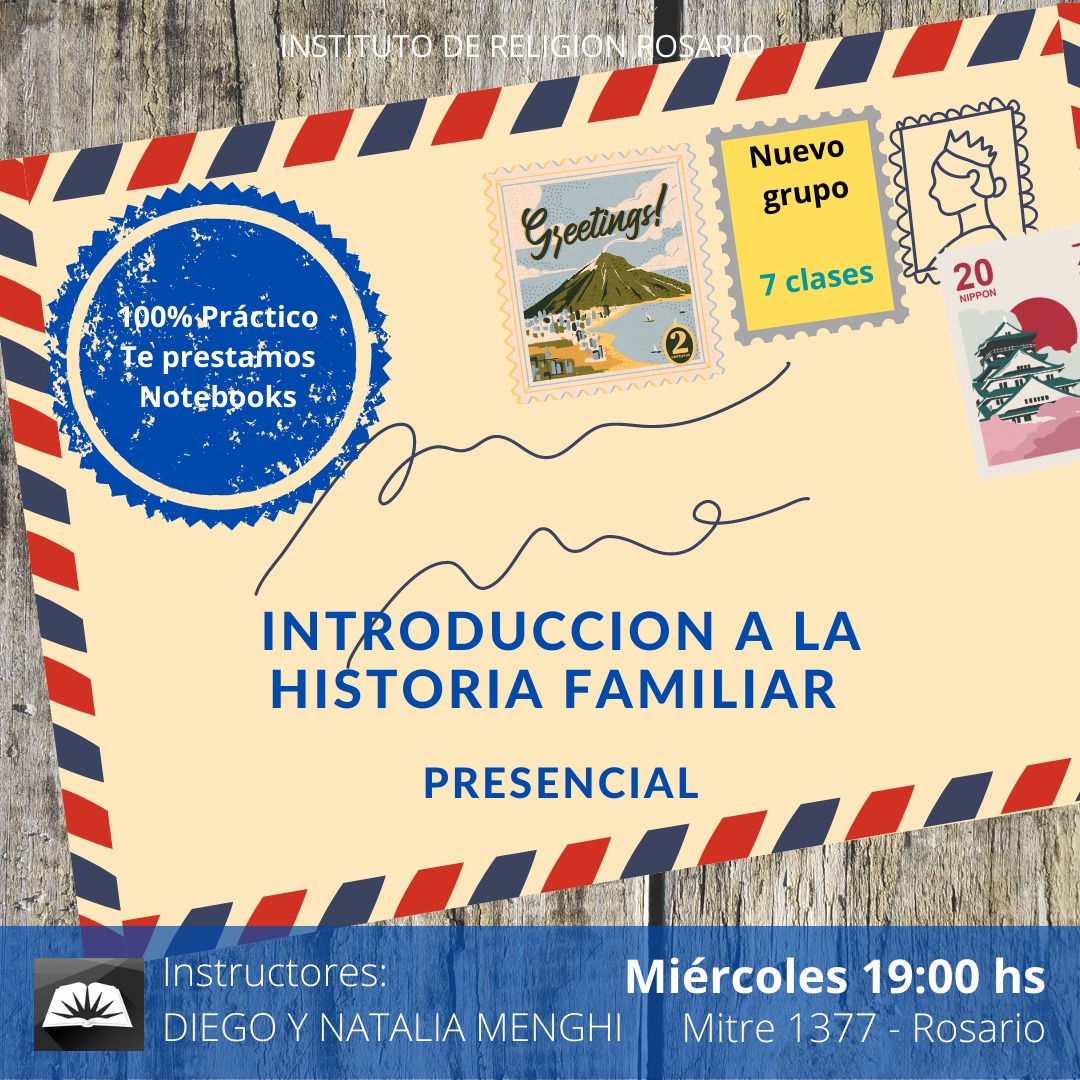 INSTITUTO DE RELIGION ROSARIO
100% Práctico
Te prestamos
Notebooks
Greetings!
2
Nuevo
grupo
7 clases
20
NIPPON
INTRODUCCION A LA
HISTORIA FAMILIAR
PRESENCIAL
Instructores:
DIEGO Y NATALIA MENGHI
Miércoles 19:00 hs
Mitre 1377 - Rosario